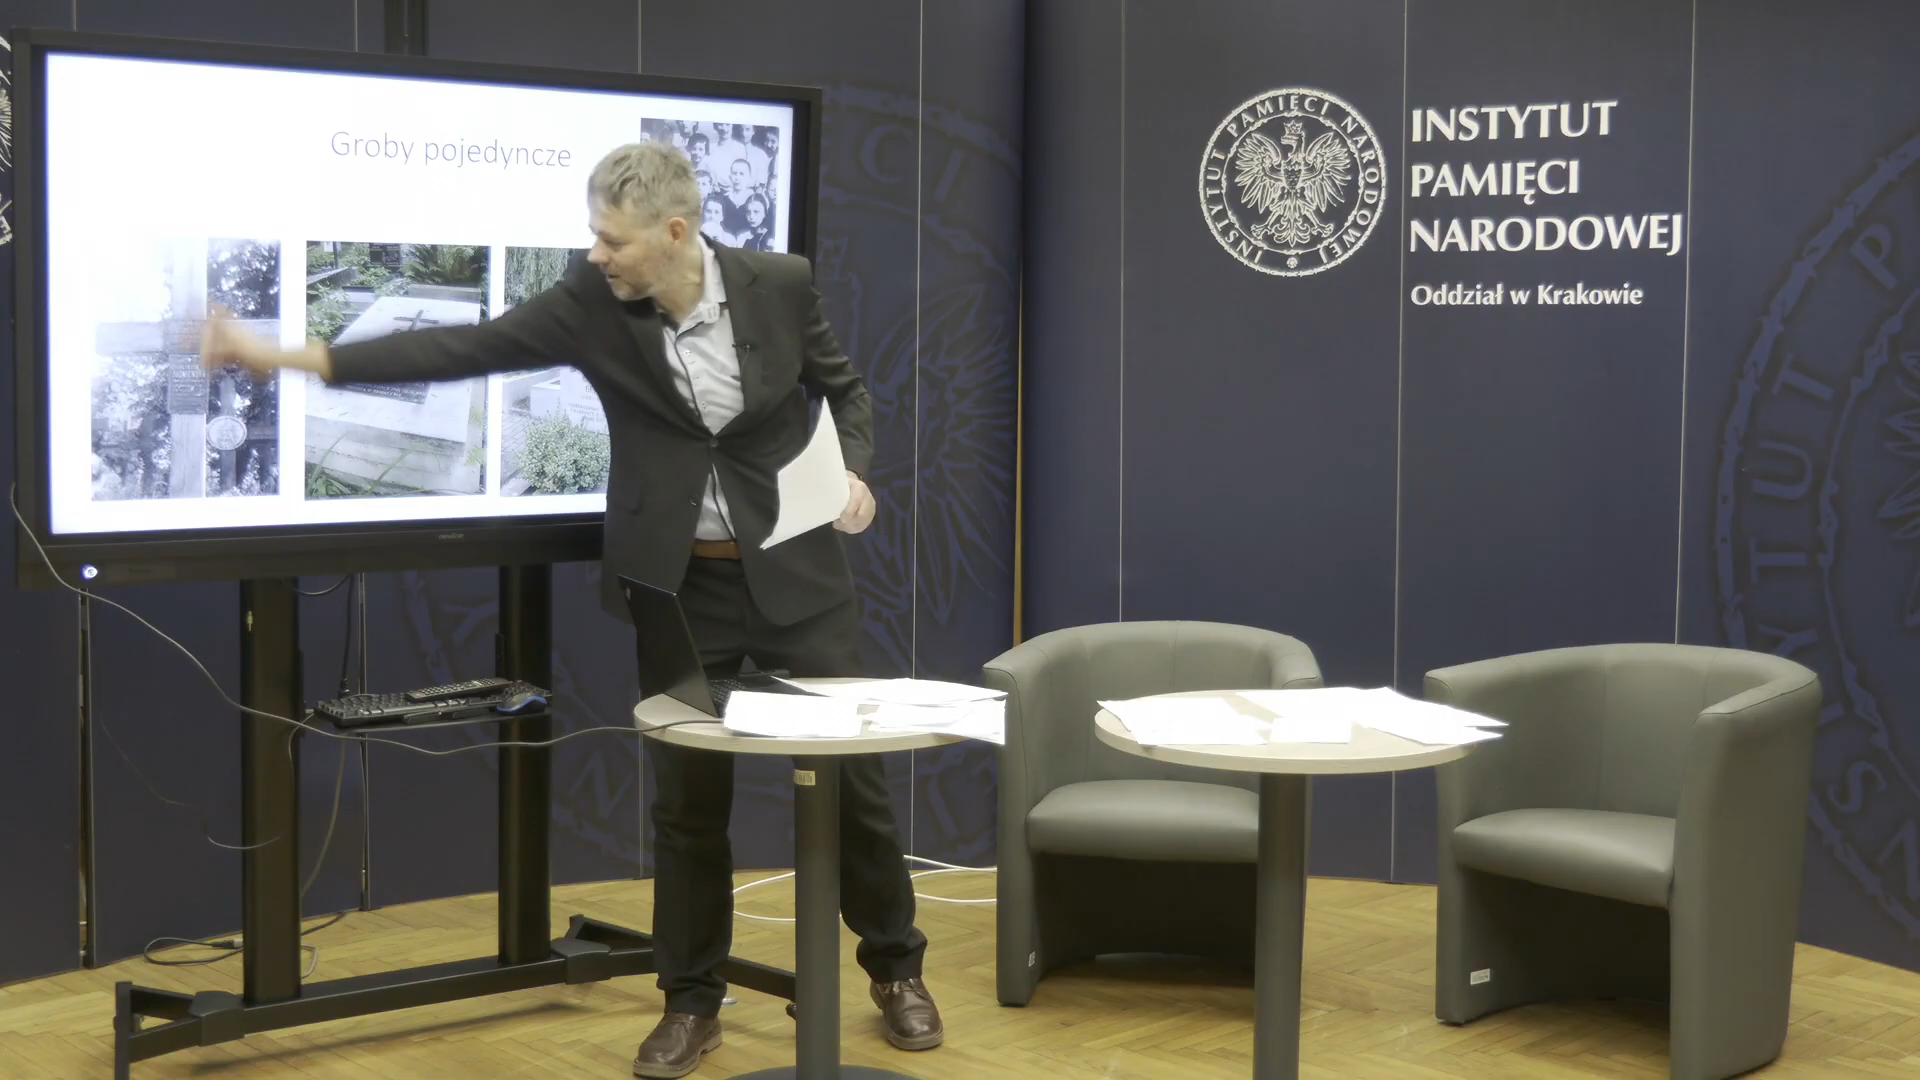 Groby pojedyncze
INSTYTUT PAMIĘCI NARODOWEJ
INSTYTUT
PAMIĘCI
NARODOWEJ
Oddział w Krakowie